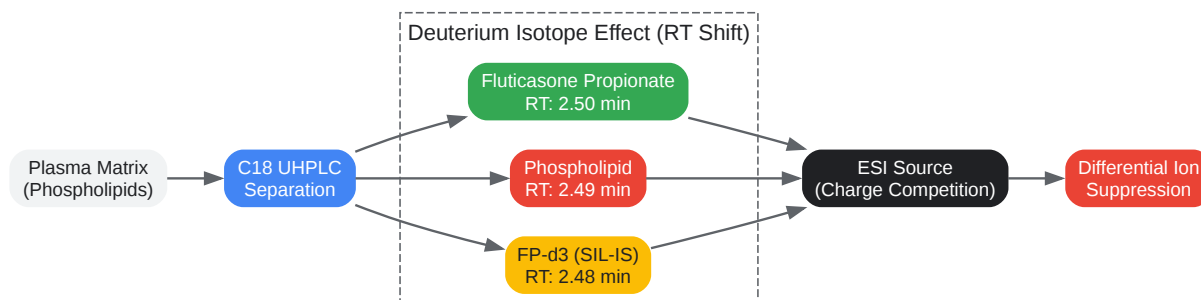 Deuterium Isotope Effect (RT Shift)
Fluticasone Propionate
RT: 2.50 min
Plasma Matrix
(Phospholipids)
C18 UHPLC
Separation
Phospholipid
RT: 2.49 min
ESI Source
(Charge Competition)
Differential Ion
Suppression
FP-d3 (SIL-IS)
RT: 2.48 min